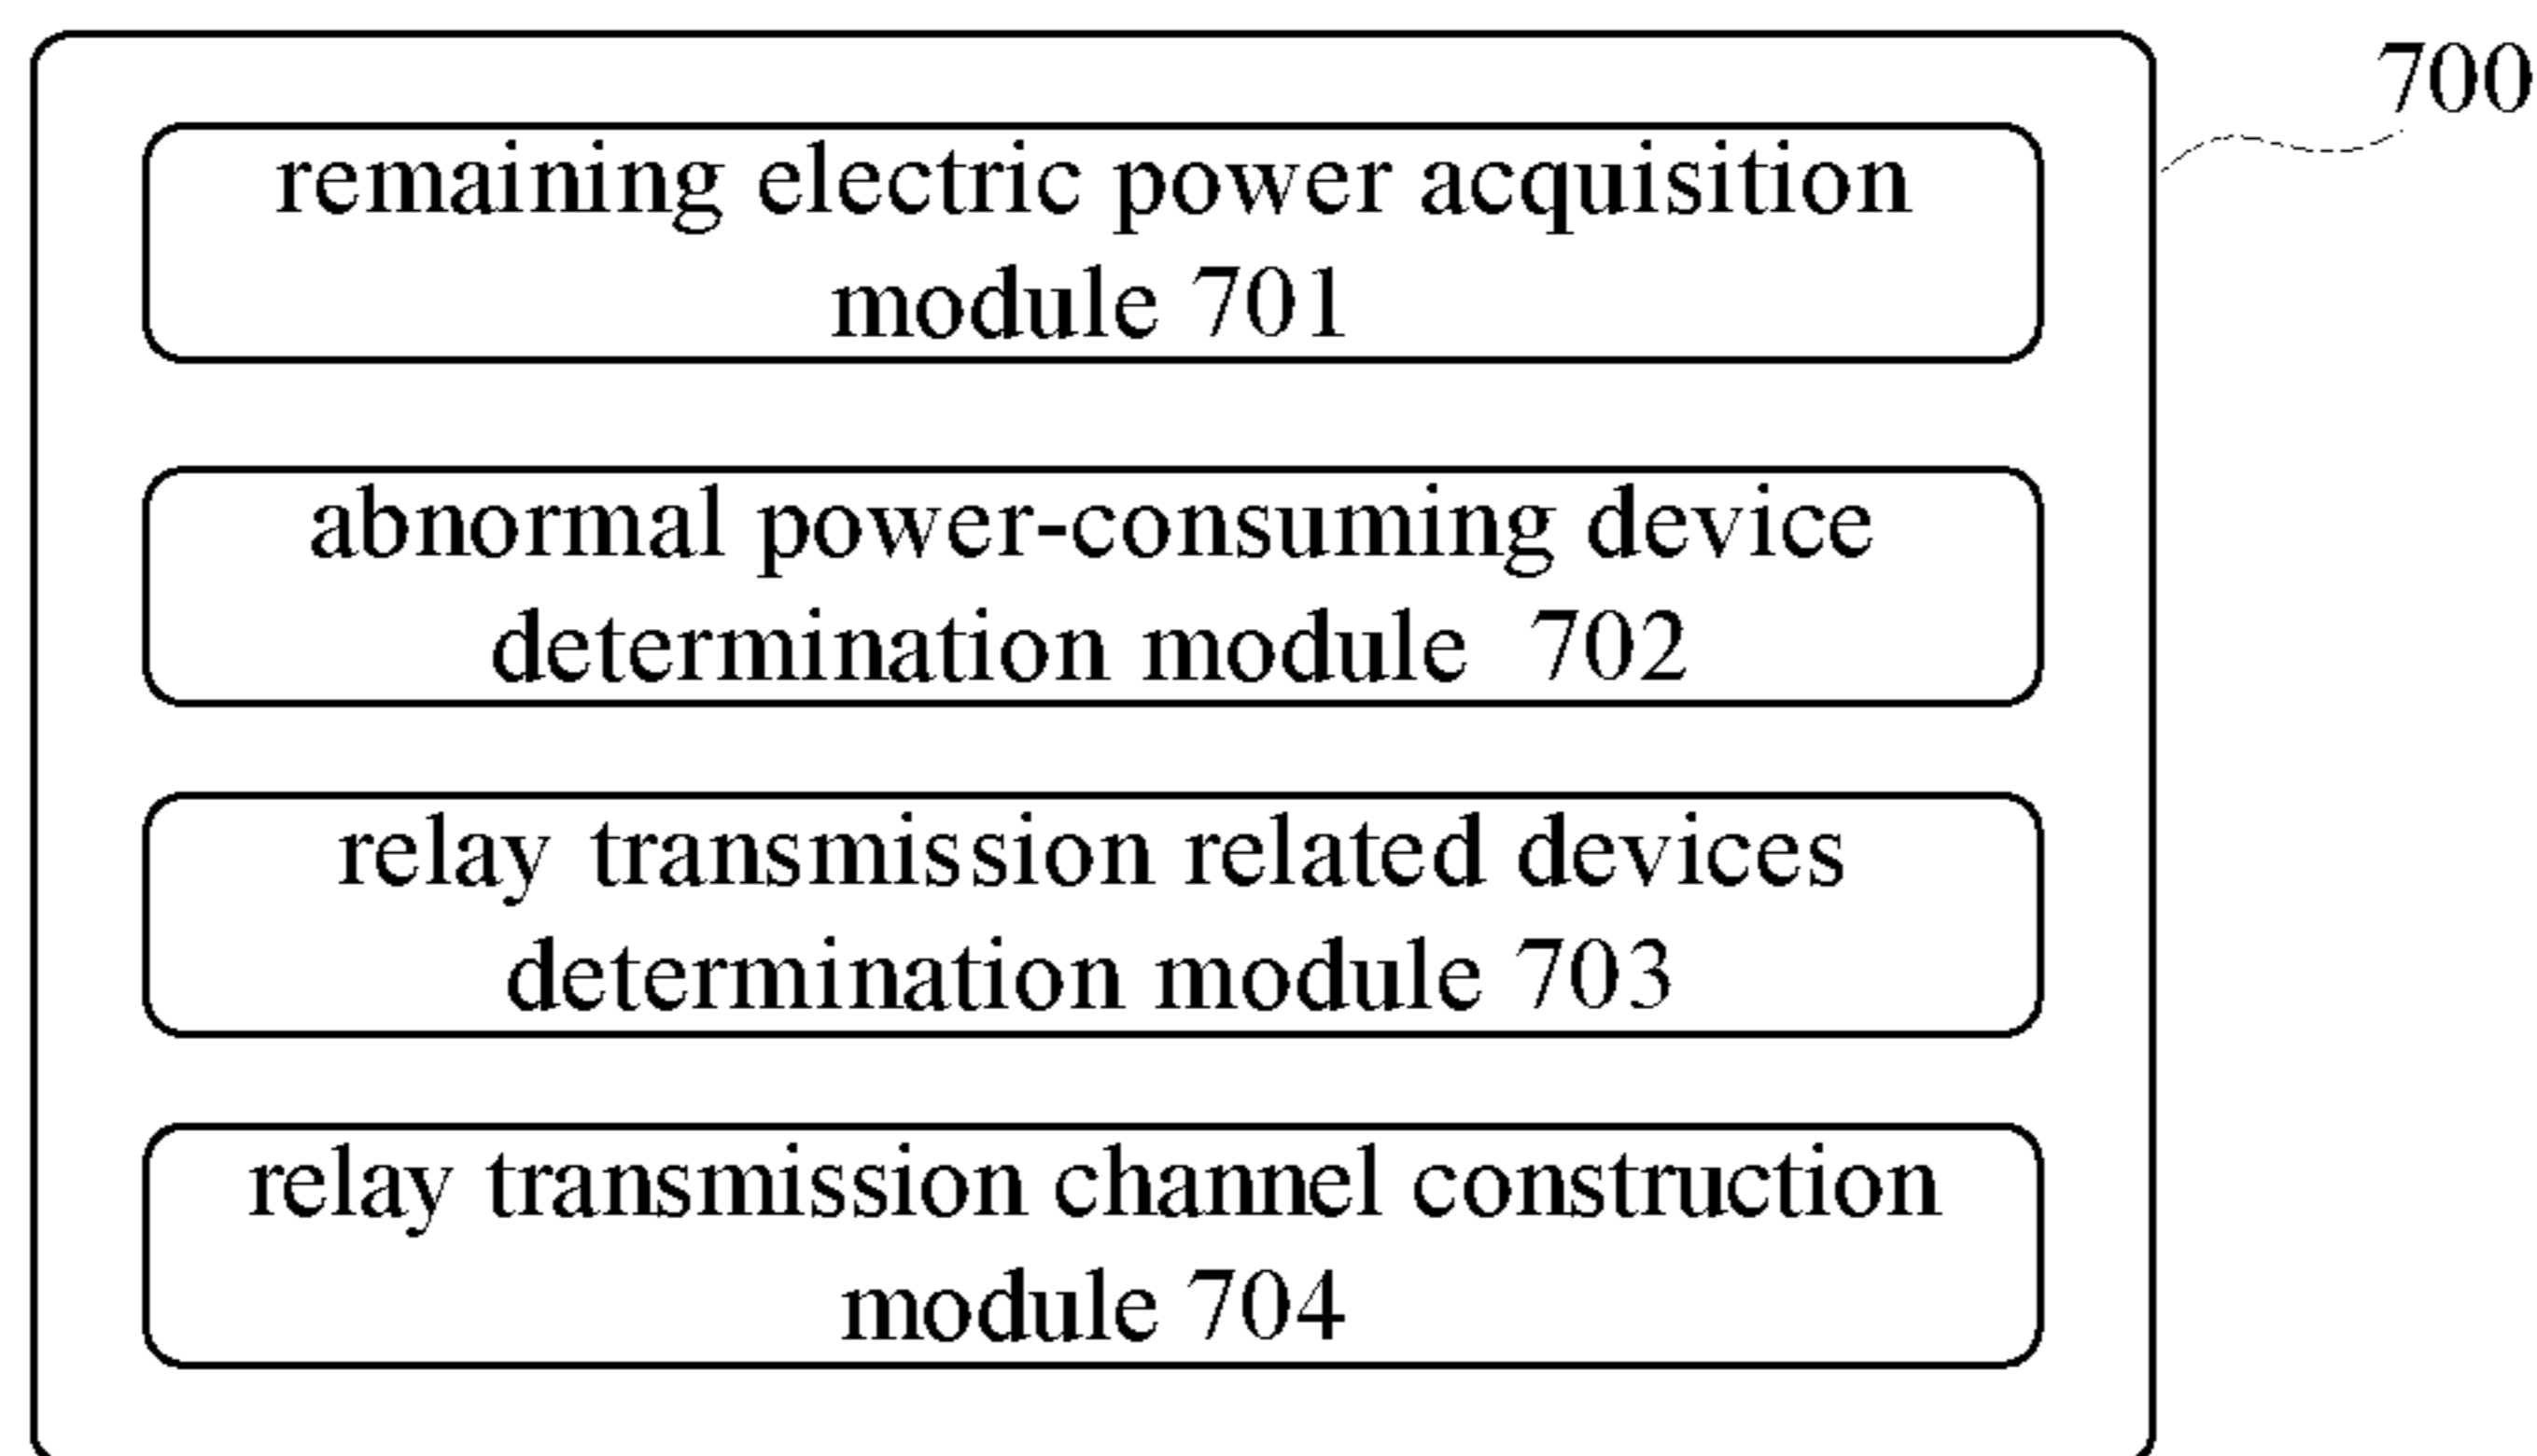 700
remaining electric power acquisition
module 701
abnormal power-consuming device
determination module 702
relay transmission related devices
determination module 703
relay transmission channel construction
module 704